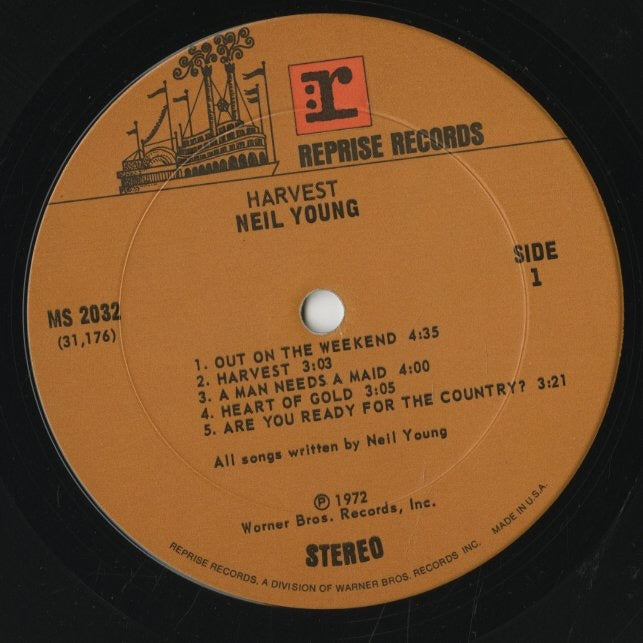 r
REPRISE RECORDS
HARVEST
NEIL YOUNG
SIDE
1
MS 2032
(31,176)
1. OUT ON THE WEEKEND 4:35
2. HARVEST 3:03
3. A MAN NEEDS A MAID 4:00
4. HEART OF GOLD 3:05
5. ARE YOU READY FOR THE COUNTRY? 3:21
All songs written by Neil Young
℗ 1972
Warner Bros. Records, Inc.
STEREO
REPRISE RECORDS, A DIVISION OF WARNER BROS. RECORDS INC. MADE IN U.S.A.